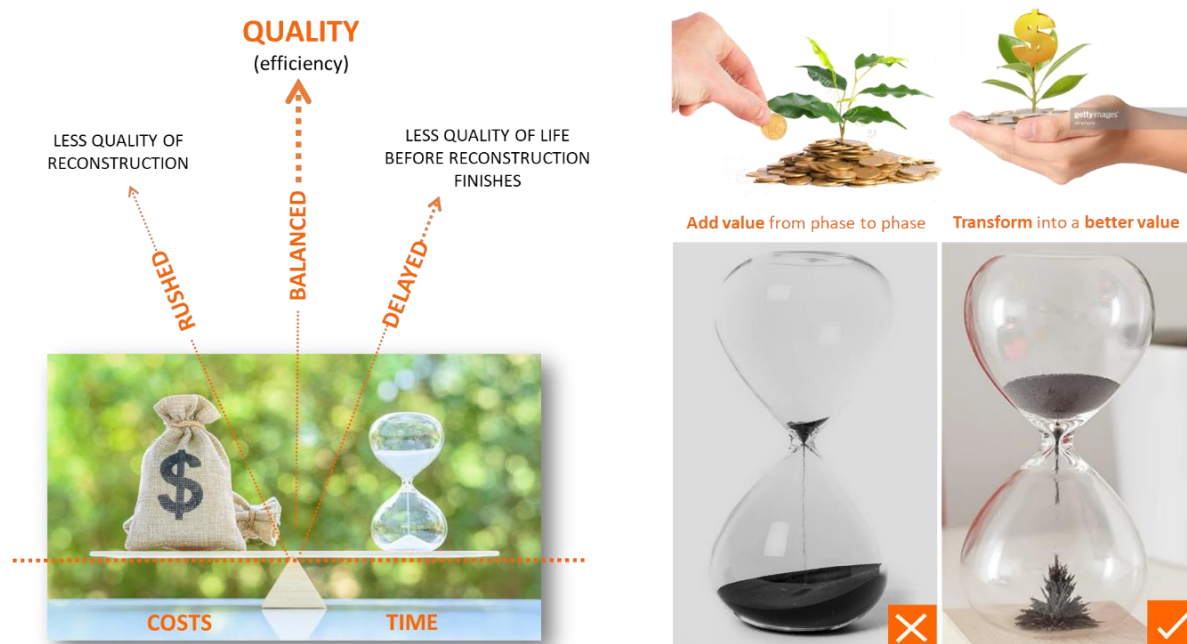 QUALITY
(efficiency)
LESS QUALITY OF
RECONSTRUCTION
LESS QUALITY OF LIFE
BEFORE RECONSTRUCTION
FINISHES
RUSHED
BALANCED
DELAYED
$
COSTS
TIME
$
gettyimages
Add value from phase to phase
Transform into a better value